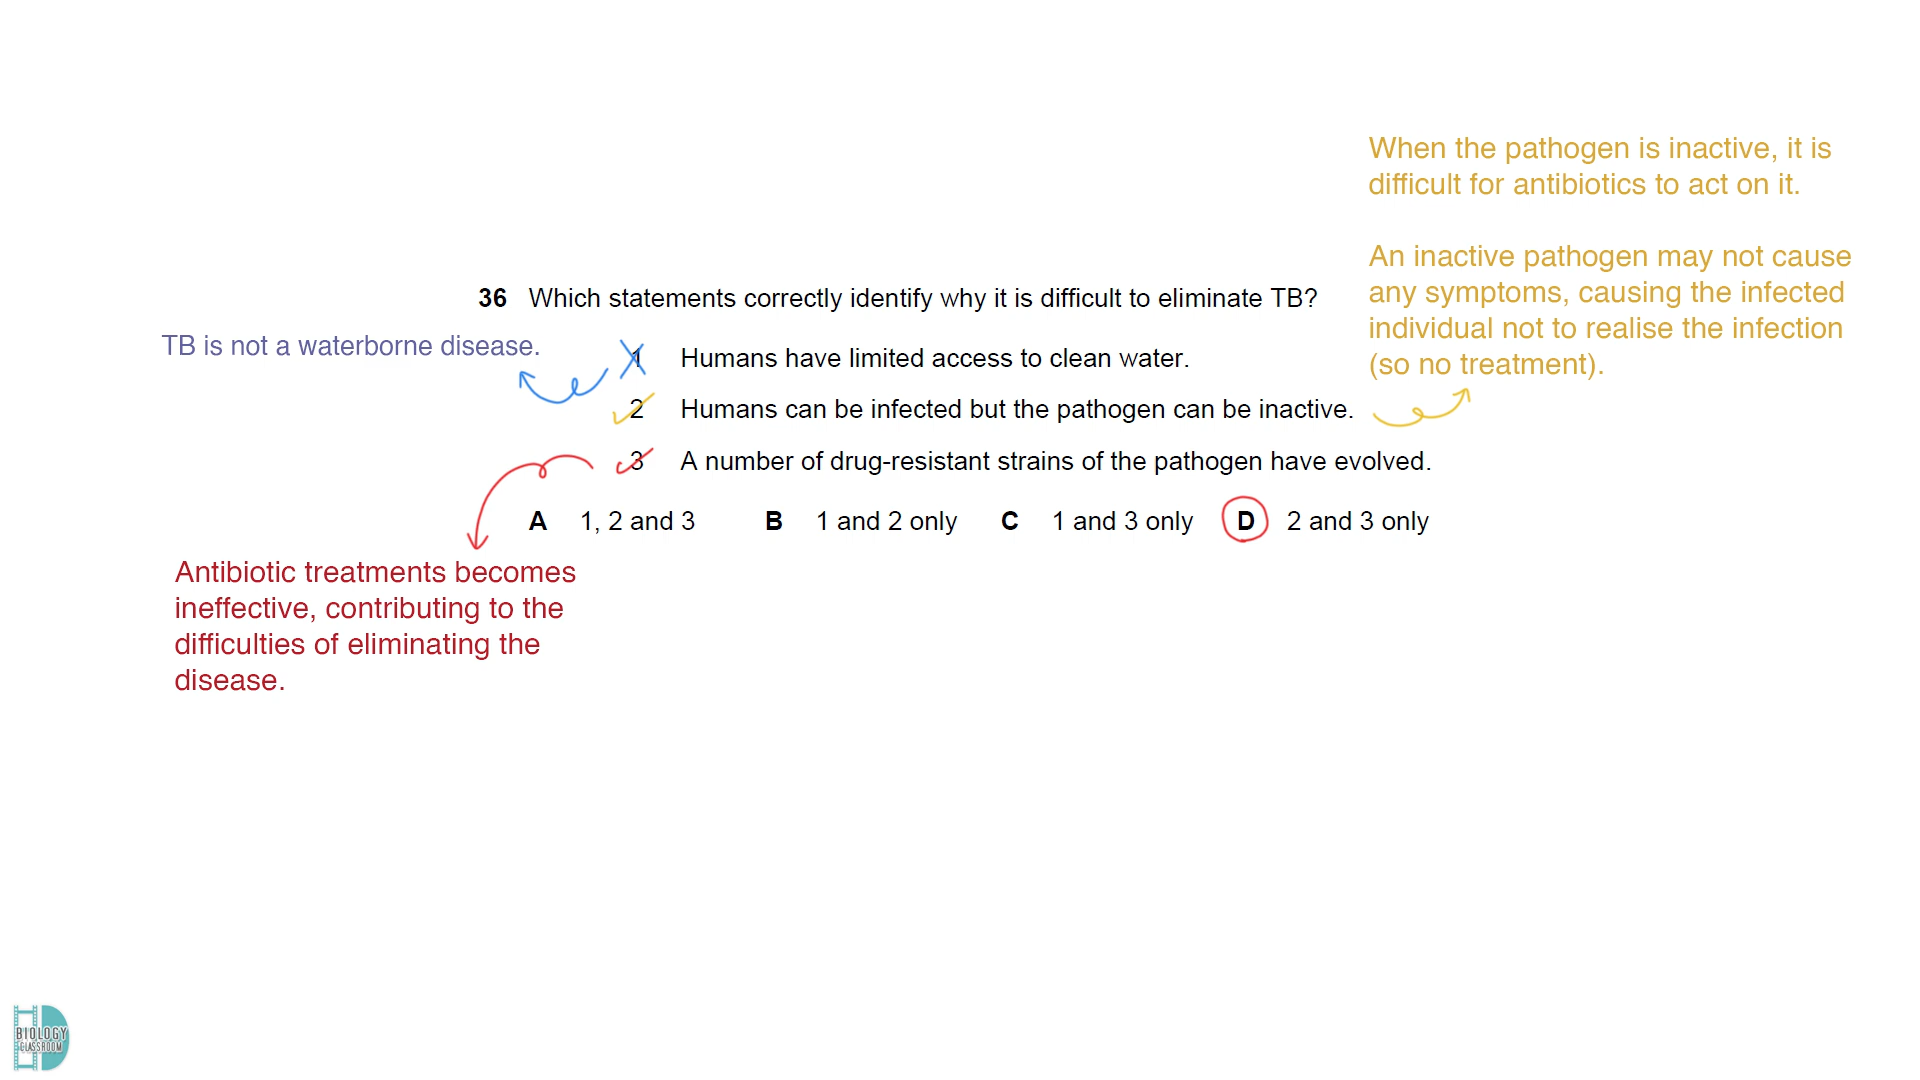 When the pathogen is inactive, it is
difficult for antibiotics to act on it.
An inactive pathogen may not cause
any symptoms, causing the infected
individual not to realise the infection
(so no treatment).
36 Which statements correctly identify why it is difficult to eliminate TB?
TB is not a waterborne disease.
1 Humans have limited access to clean water.
2 Humans can be infected but the pathogen can be inactive.
3 A number of drug-resistant strains of the pathogen have evolved.
A 1, 2 and 3 B 1 and 2 only C 1 and 3 only D 2 and 3 only
Antibiotic treatments becomes
ineffective, contributing to the
difficulties of eliminating the
disease.
BIOLOGY
CLASSROOM